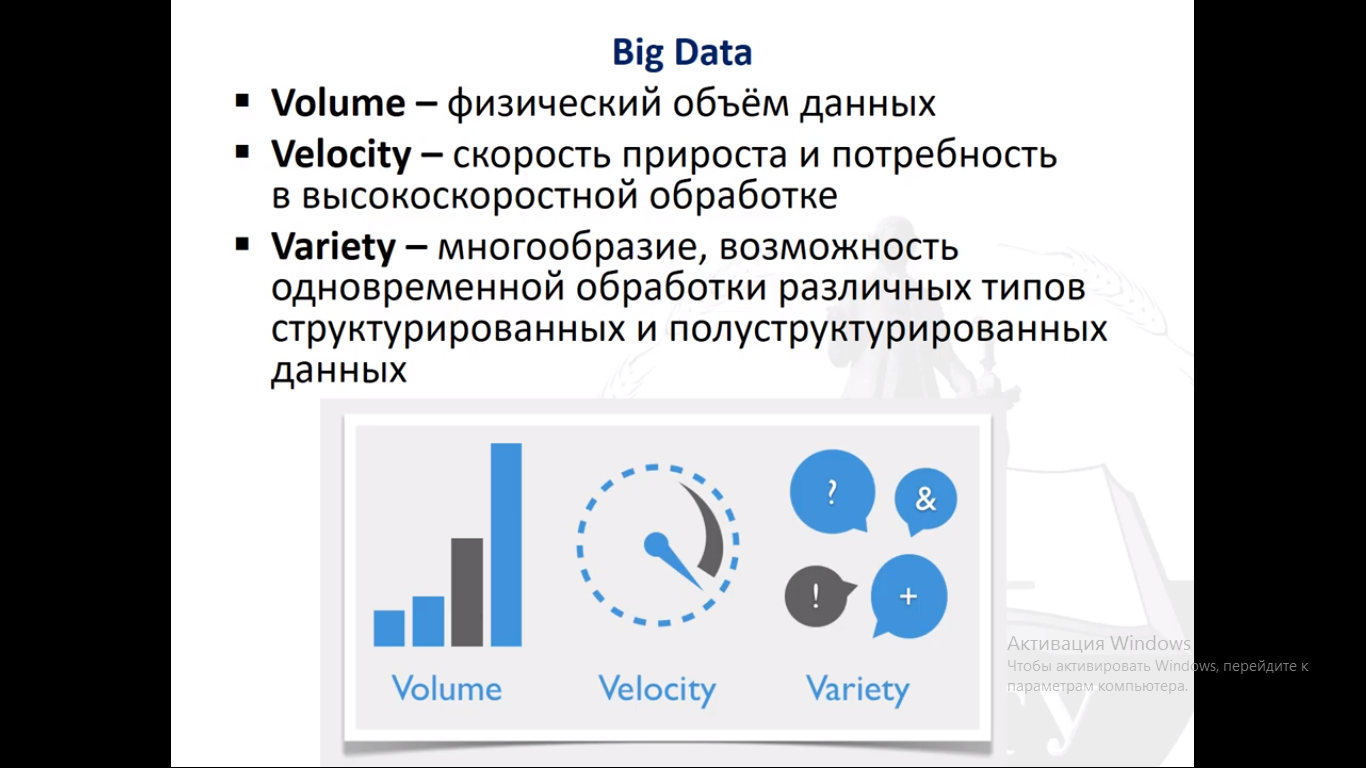 Big Data
▪ Volume – физический объём данных
▪ Velocity – скорость прироста и потребность
в высокоскоростной обработке
▪ Variety – многообразие, возможность
одновременной обработки различных типов
структурированных и полуструктурированных
данных
? &
! +
Volume Velocity Variety
Активация Windows
Чтобы активировать Windows, перейдите к
параметрам компьютера.